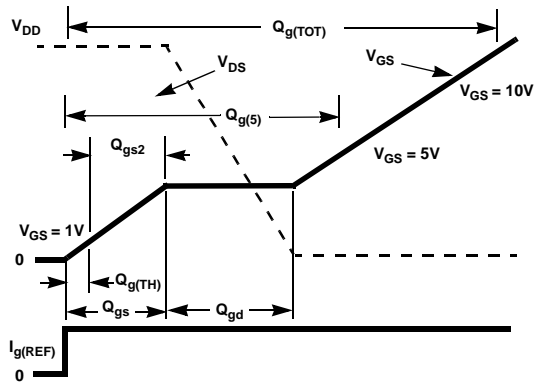 V_DD
Q_g(TOT)
V_DS
V_GS
V_GS = 10V
Q_g(5)
Q_gs2
V_GS = 5V
V_GS = 1V
0
Q_g(TH)
Q_gs
Q_gd
I_g(REF)
0